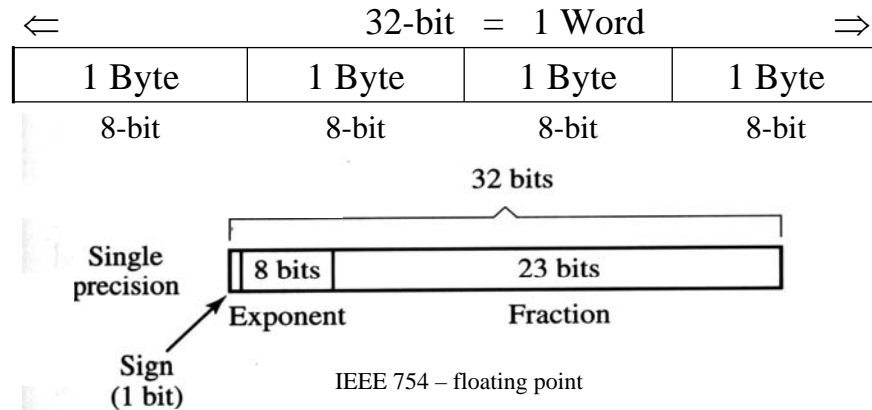 ⇐ 32-bit = 1 Word ⇒
1 Byte 1 Byte 1 Byte 1 Byte
8-bit 8-bit 8-bit 8-bit
32 bits
Single
precision
8 bits 23 bits
Exponent Fraction
Sign
(1 bit)
IEEE 754 – floating point